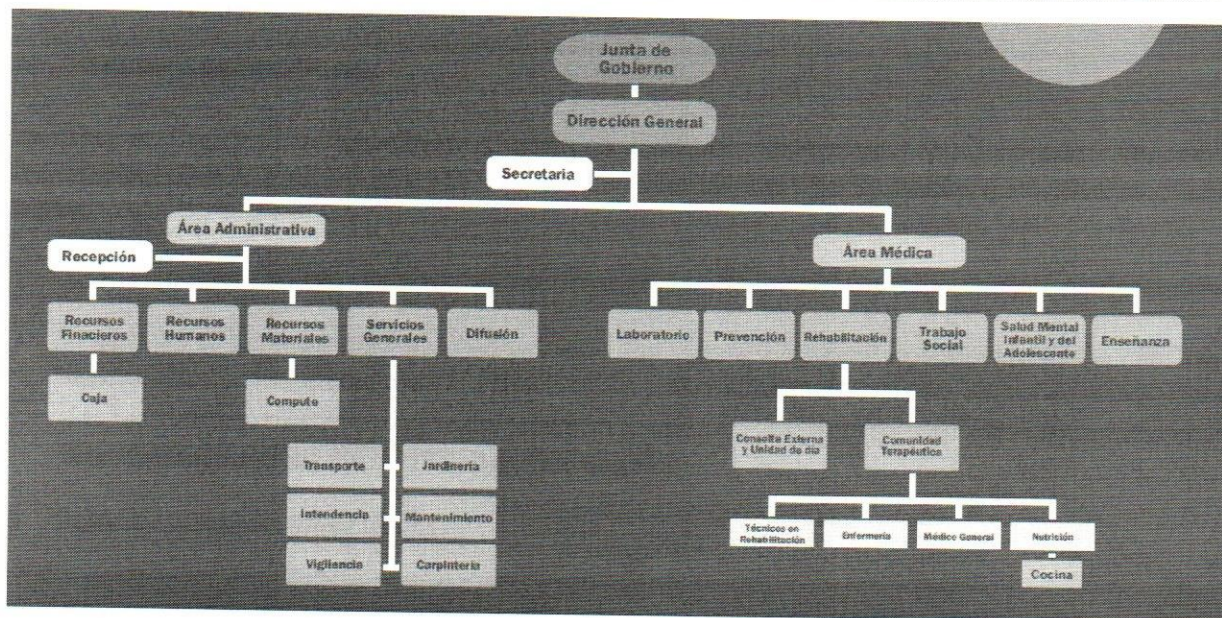 Junta de
Gobierno
Dirección General
Secretaria
Área Administrativa
Recepción
Recursos
Finacieros
Recursos
Humanos
Recursos
Materiales
Servicios
Generales
Difusión
Caja
Computo
Transporte
Jardinería
Intendencia
Mantenimiento
Vigilancia
Carpintería
Área Médica
Laboratorio
Prevención
Rehabilitación
Trabajo
Social
Salud Mental
Infantil y del
Adolescente
Enseñanza
Consulta Externa
y Unidad de día
Comunidad
Terapéutica
Técnicos en
Rehabilitación
Enfermería
Médico General
Nutrición
Cocina